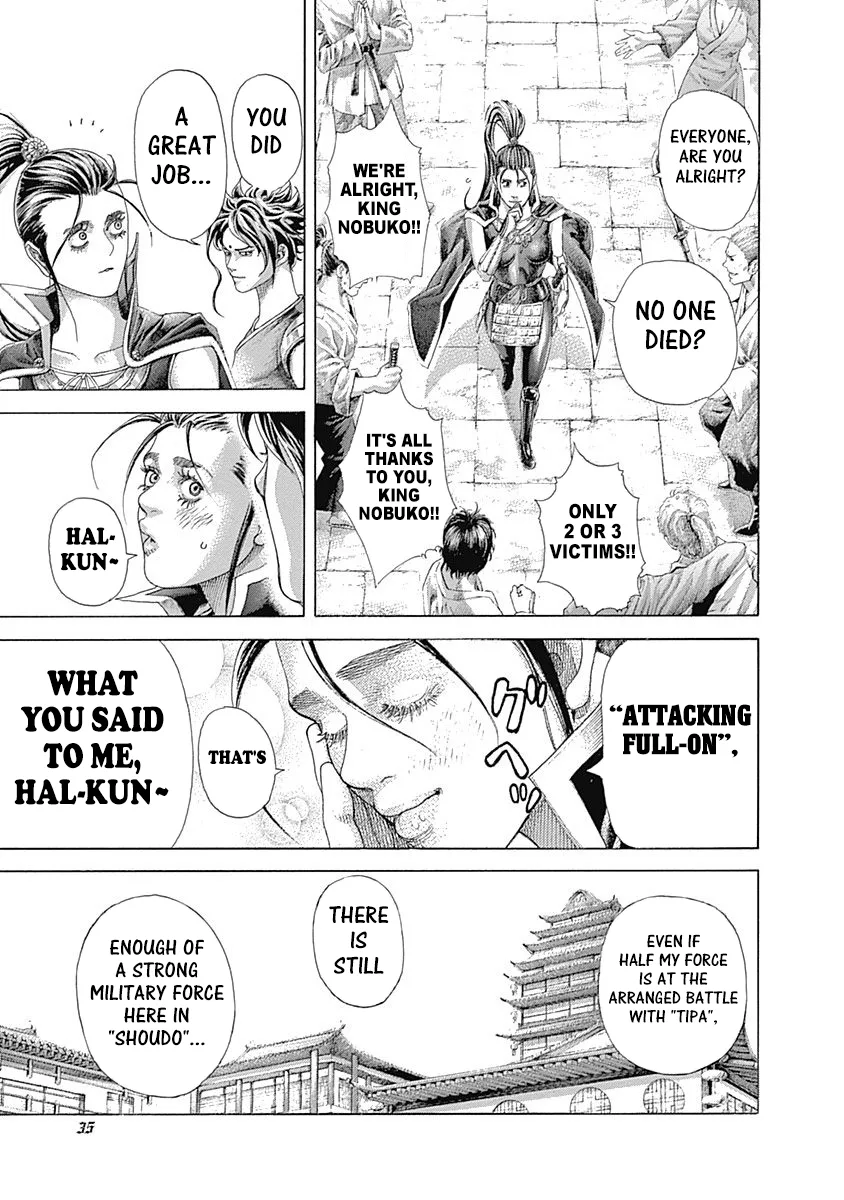 EVERYONE,
ARE YOU
ALRIGHT?
WE'RE
ALRIGHT,
KING
NOBUKO!!
NO ONE
DIED?
ONLY
2 OR 3
VICTIMS!!
IT'S ALL
THANKS
TO YOU,
KING
NOBUKO!!
YOU
DID
A
GREAT
JOB...
HAL-
KUN~
"ATTACKING
FULL-ON",
グヘッ
THAT'S
WHAT
YOU SAID
TO ME,
HAL-KUN~
EVEN IF
HALF MY FORCE
IS AT THE
ARRANGED BATTLE
WITH "TIPA",
THERE
IS
STILL
ENOUGH OF
A STRONG
MILITARY FORCE
HERE IN
"SHOUDO"...
35